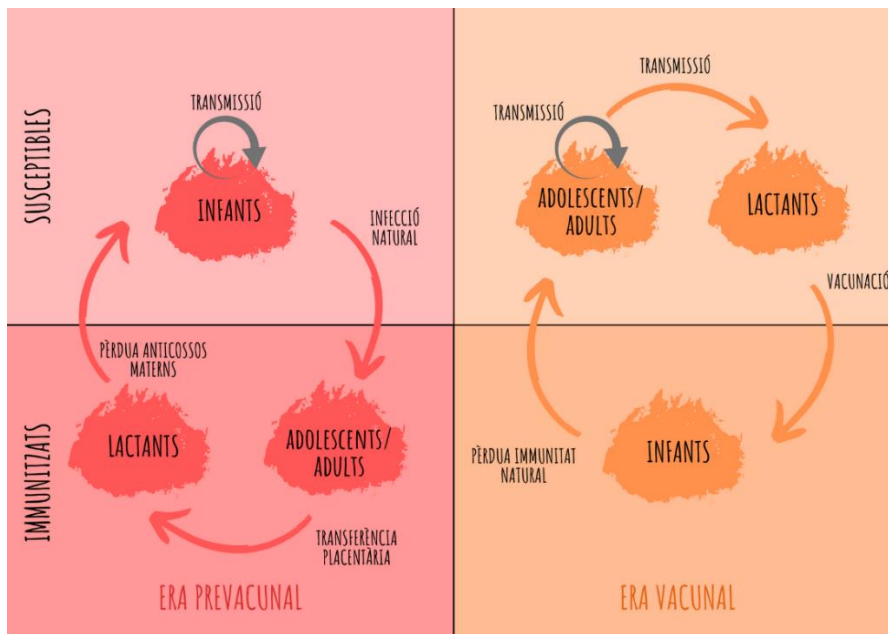 SUSCEPTIBLES
TRANSMISSIÓ
INFANTS
INFECCIÓ
NATURAL
PÈRDUA ANTICOSSOS
MATERNS
IMMUNITZATS
LACTANTS
ADOLESCENTS/
ADULTS
TRANSFERÈNCIA
PLACENTÀRIA
ERA PREVACUNAL
TRANSMISSIÓ
TRANSMISSIÓ
ADOLESCENTS/
ADULTS
LACTANTS
VACUNACIÓ
PÈRDUA IMMUNITAT
NATURAL
INFANTS
ERA VACUNAL